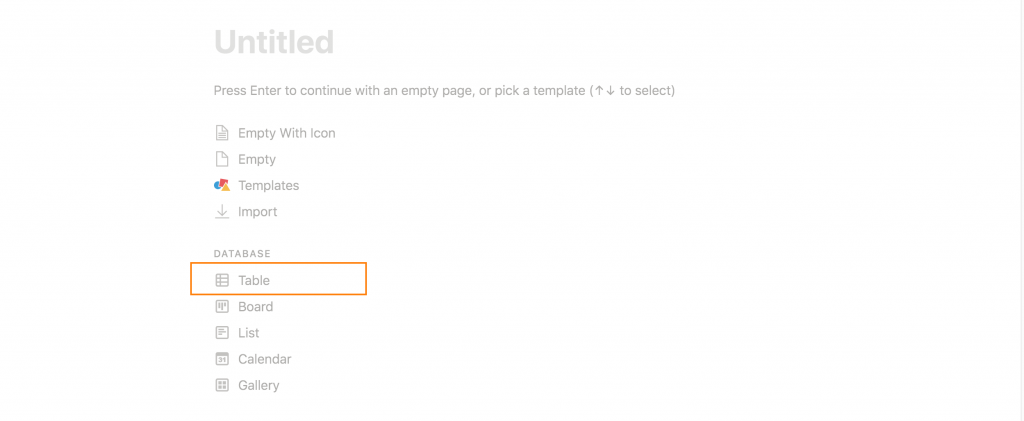 Untitled
Press Enter to continue with an empty page, or pick a template (↑↓ to select)
Empty With Icon
Empty
Templates
Import
DATABASE
Table
Board
List
31 Calendar
Gallery